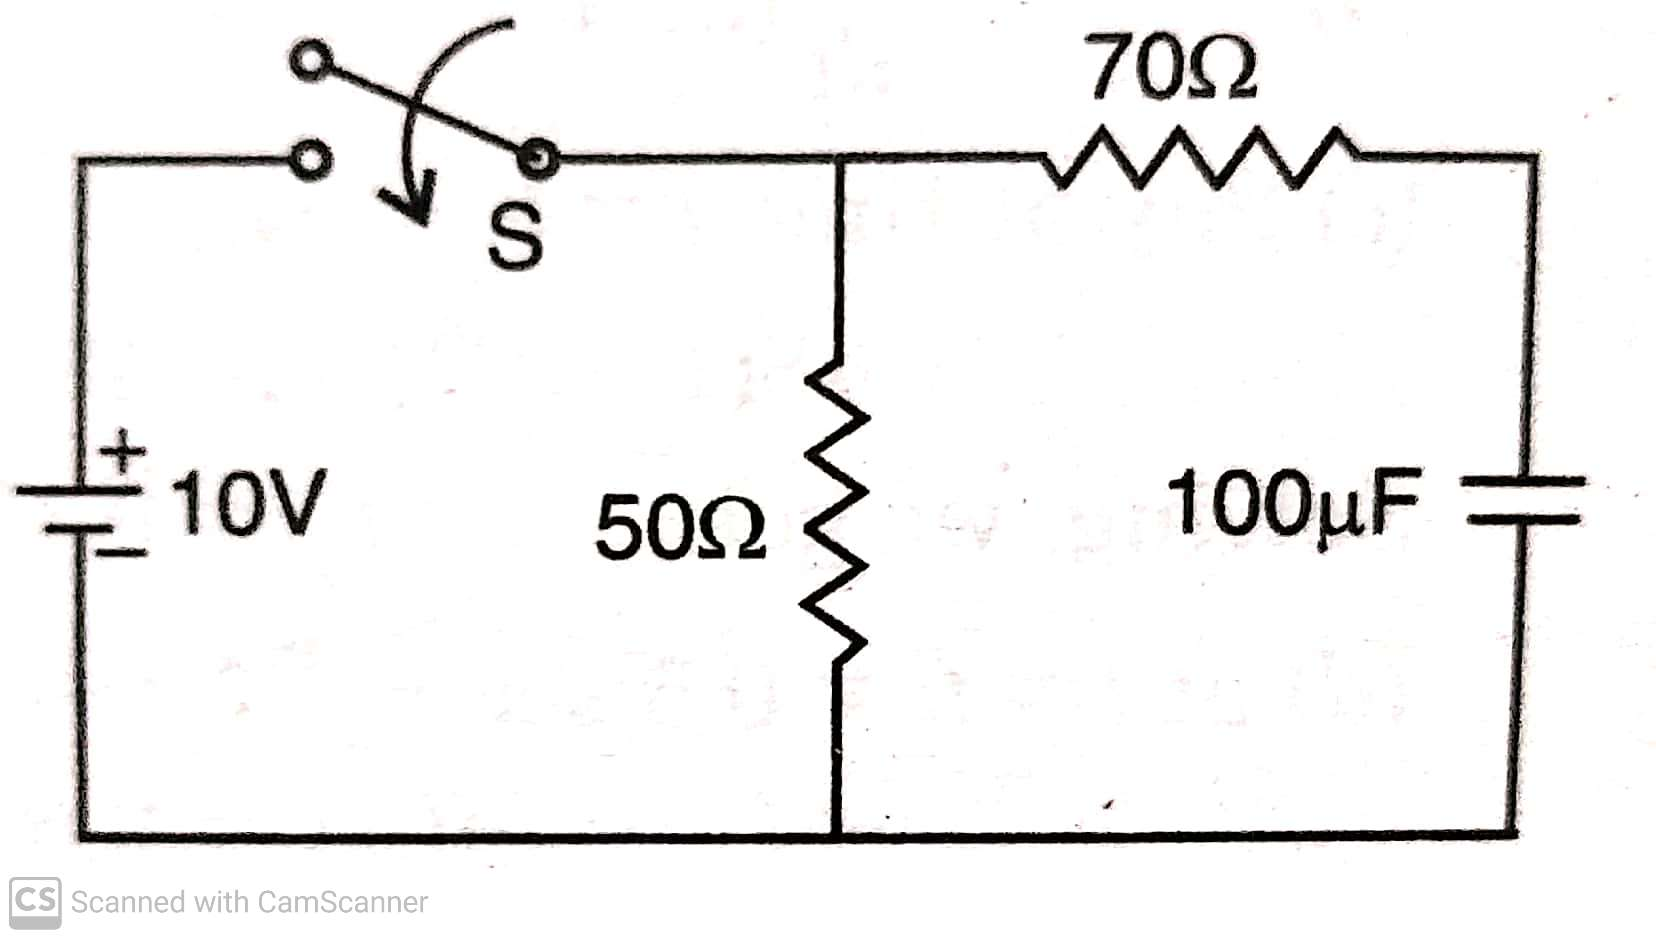 70Ω
S
+
10V
−
50Ω
100µF
CS Scanned with CamScanner